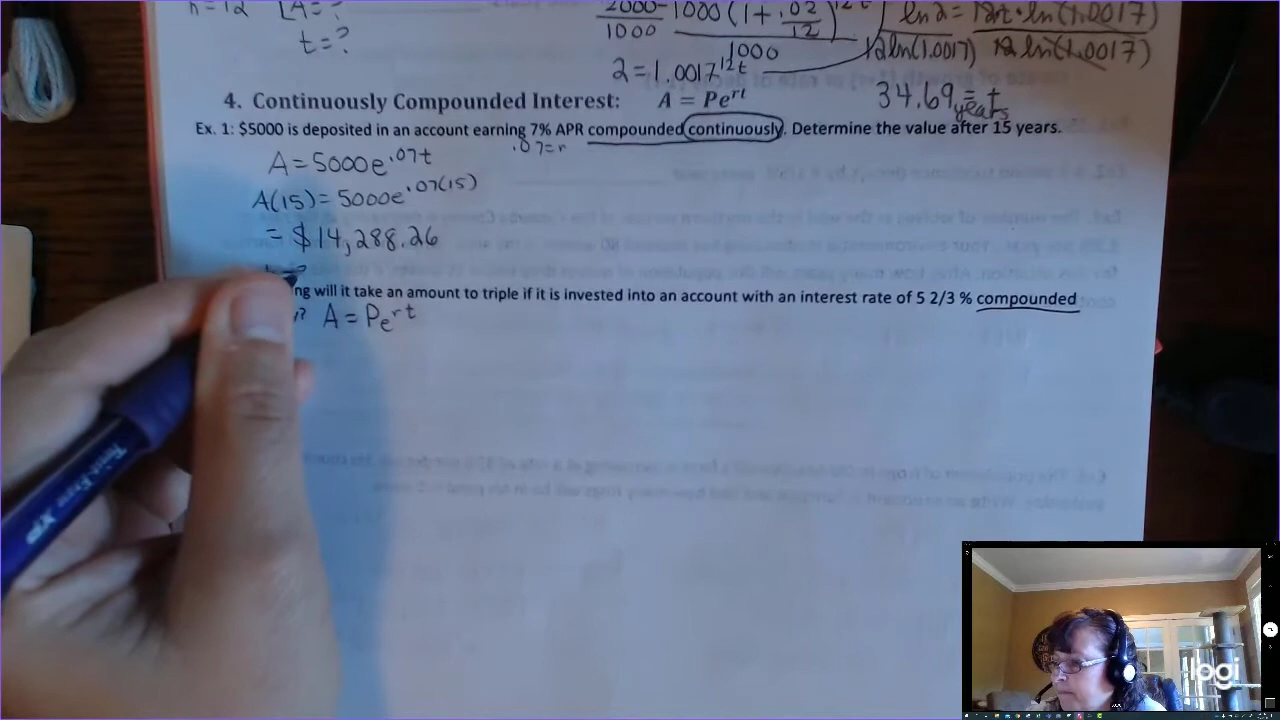 n = 12 [A = ?
t = ?
2000 = 1000 (1 + .02/12)^12t
1000 1000
2 = 1.0017^12t
ln 2 = 12t · ln(1.0017)
12 ln(1.0017) 12 ln(1.0017)
34.69 = t
years
4. Continuously Compounded Interest: A = Pe^rt
Ex. 1: $5000 is deposited in an account earning 7% APR compounded continuously. Determine the value after 15 years.
.07 = r
A = 5000e^.07t
A(15) = 5000e^.07(15)
= $14,288.26
ng will it take an amount to triple if it is invested into an account with an interest rate of 5 2/3 % compounded
A = Pe^rt
logi